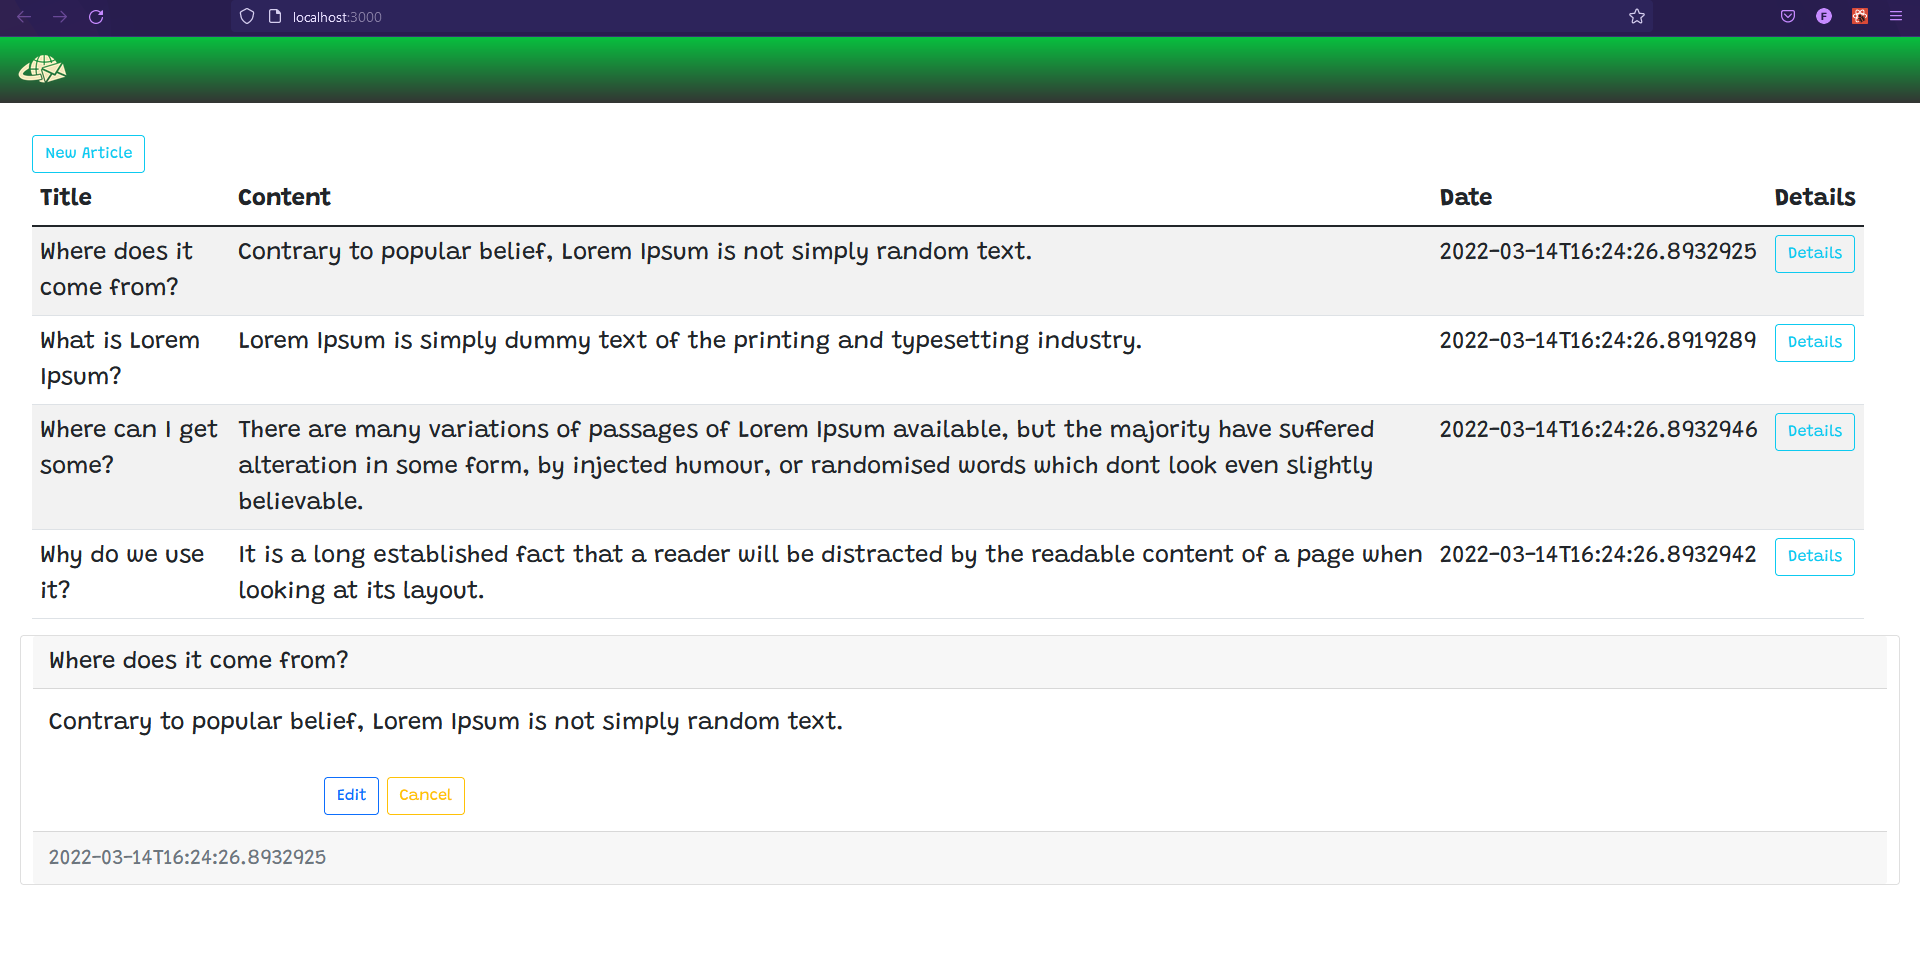 localhost:3000
F
New Article
Title Content Date Details
Where does it come from? Contrary to popular belief, Lorem Ipsum is not simply random text. 2022-03-14T16:24:26.8932925 Details
What is Lorem Ipsum? Lorem Ipsum is simply dummy text of the printing and typesetting industry. 2022-03-14T16:24:26.8919289 Details
Where can I get some? There are many variations of passages of Lorem Ipsum available, but the majority have suffered
alteration in some form, by injected humour, or randomised words which dont look even slightly
believable. 2022-03-14T16:24:26.8932946 Details
Why do we use it? It is a long established fact that a reader will be distracted by the readable content of a page when
looking at its layout. 2022-03-14T16:24:26.8932942 Details
Where does it come from?
Contrary to popular belief, Lorem Ipsum is not simply random text.
Edit Cancel
2022-03-14T16:24:26.8932925